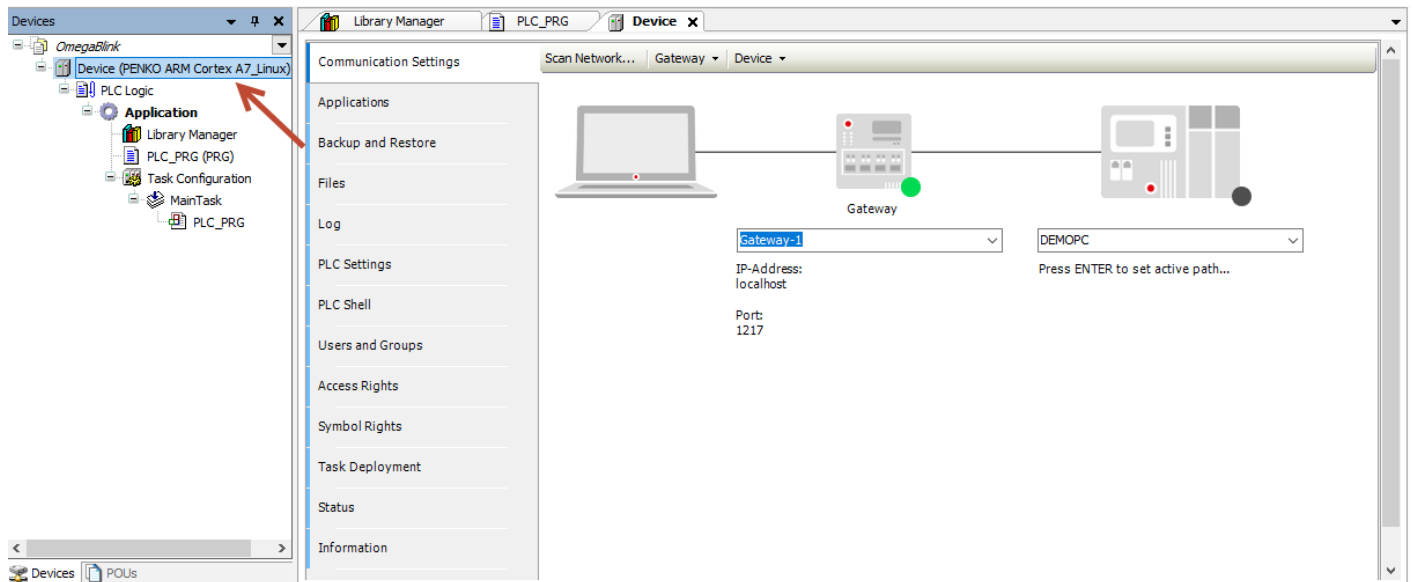 Devices
OmegaBlink
Device (PENKO ARM Cortex A7_Linux)
PLC Logic
Application
Library Manager
PLC_PRG (PRG)
Task Configuration
MainTask
PLC_PRG
Devices
POUs
Library Manager
PLC_PRG
Device
Communication Settings
Applications
Backup and Restore
Files
Log
PLC Settings
PLC Shell
Users and Groups
Access Rights
Symbol Rights
Task Deployment
Status
Information
Scan Network... Gateway Device
Gateway
Gateway-1
IP-Address:
localhost
Port:
1217
DEMOPC
Press ENTER to set active path...